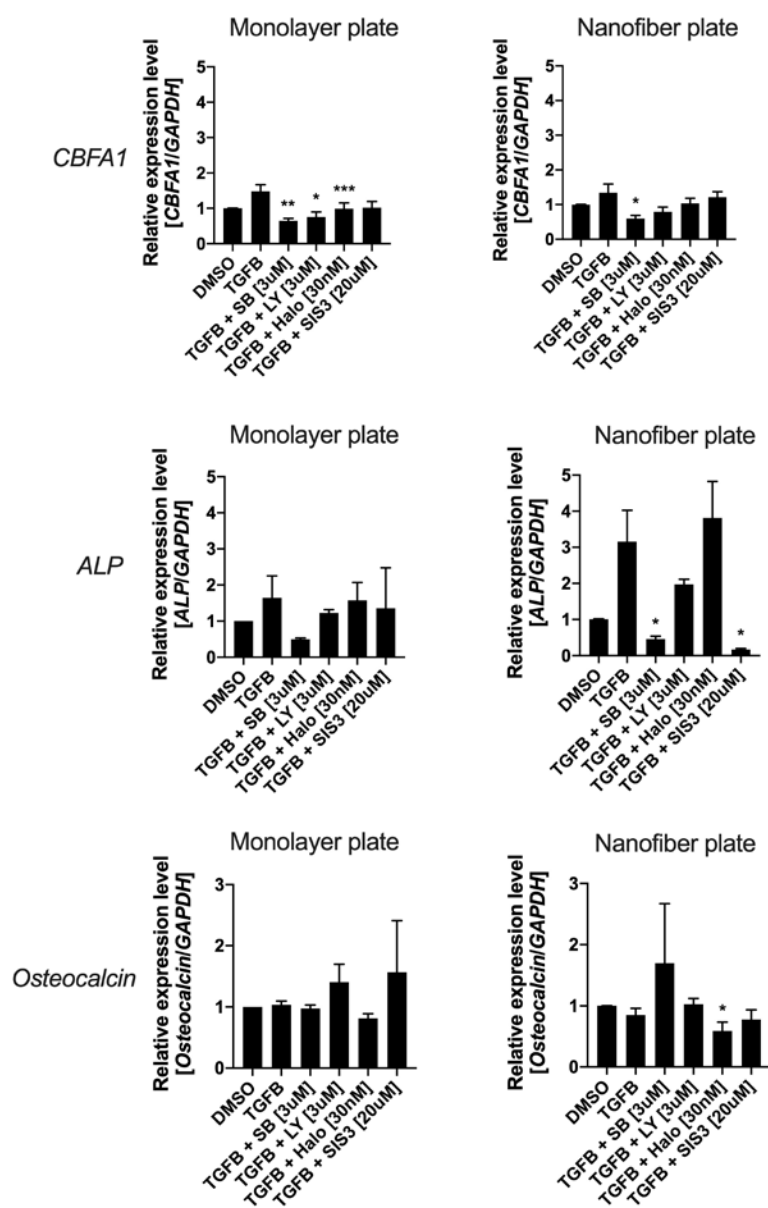 Monolayer plate
Nanofiber plate
CBFA1
Relative expression level
[CBFA1/GAPDH]
5
4
3
2
1
0
**
*
***
DMSO
TGFB
TGFB + SB [3uM]
TGFB + LY [3uM]
TGFB + Halo [30nM]
TGFB + SIS3 [20uM]
Relative expression level
[CBFA1/GAPDH]
5
4
3
2
1
0
*
DMSO
TGFB
TGFB + SB [3uM]
TGFB + LY [3uM]
TGFB + Halo [30nM]
TGFB + SIS3 [20uM]
Monolayer plate
Nanofiber plate
ALP
Relative expression level
[ALP/GAPDH]
5
4
3
2
1
0
DMSO
TGFB
TGFB + SB [3uM]
TGFB + LY [3uM]
TGFB + Halo [30nM]
TGFB + SIS3 [20uM]
Relative expression level
[ALP/GAPDH]
5
4
3
2
1
0
*
*
DMSO
TGFB
TGFB + SB [3uM]
TGFB + LY [3uM]
TGFB + Halo [30nM]
TGFB + SIS3 [20uM]
Monolayer plate
Nanofiber plate
Osteocalcin
Relative expression level
[Osteocalcin/GAPDH]
3
2
1
0
DMSO
TGFB
TGFB + SB [3uM]
TGFB + LY [3uM]
TGFB + Halo [30nM]
TGFB + SIS3 [20uM]
Relative expression level
[Osteocalcin/GAPDH]
3
2
1
0
*
DMSO
TGFB
TGFB + SB [3uM]
TGFB + LY [3uM]
TGFB + Halo [30nM]
TGFB + SIS3 [20uM]